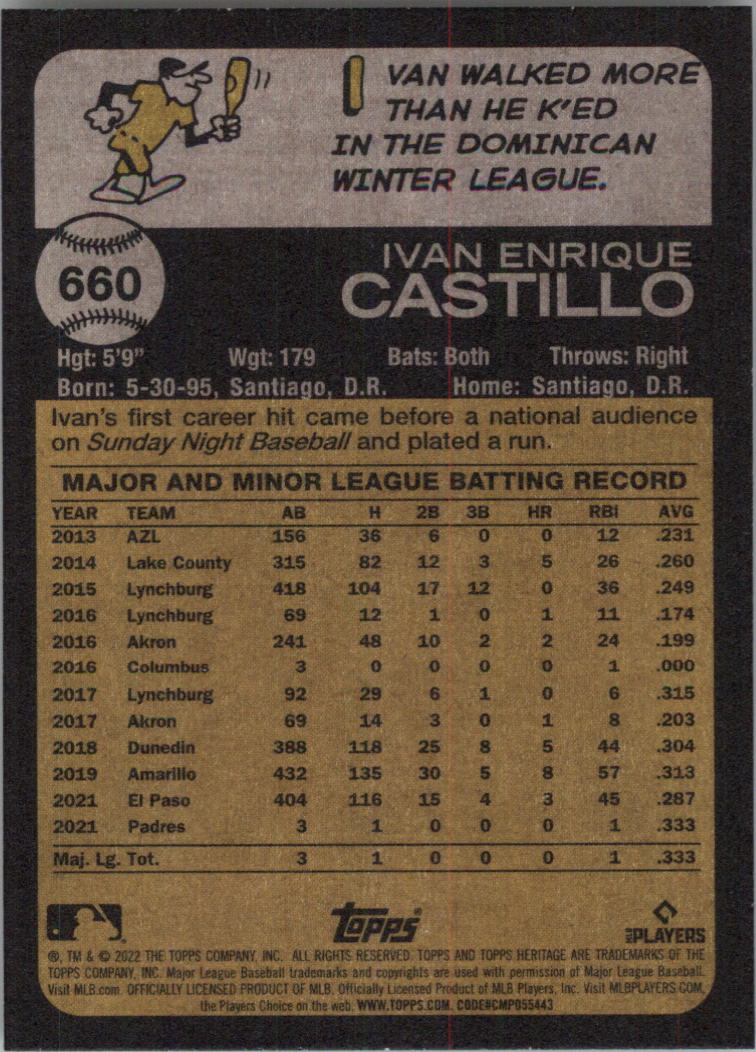 IVAN WALKED MORE
THAN HE K'ED
IN THE DOMINICAN
WINTER LEAGUE.
660
IVAN ENRIQUE
CASTILLO
Hgt: 5'9" Wgt: 179 Bats: Both Throws: Right
Born: 5-30-95, Santiago, D.R. Home: Santiago, D.R.
Ivan's first career hit came before a national audience
on Sunday Night Baseball and plated a run.
MAJOR AND MINOR LEAGUE BATTING RECORD
YEAR TEAM AB H 2B 3B HR RBI AVG
2013 AZL 156 36 6 0 0 12 .231
2014 Lake County 315 82 12 3 5 26 .260
2015 Lynchburg 418 104 17 12 0 36 .249
2016 Lynchburg 69 12 1 0 1 11 .174
2016 Akron 241 48 10 2 2 24 .199
2016 Columbus 3 0 0 0 0 1 .000
2017 Lynchburg 92 29 6 1 0 6 .315
2017 Akron 69 14 3 0 1 8 .203
2018 Dunedin 388 118 25 8 5 44 .304
2019 Amarillo 432 135 30 5 8 57 .313
2021 El Paso 404 116 15 4 3 45 .287
2021 Padres 3 1 0 0 0 1 .333
Maj. Lg. Tot. 3 1 0 0 0 1 .333
Topps
MLB PLAYERS
®, TM & © 2022 THE TOPPS COMPANY, INC. ALL RIGHTS RESERVED. TOPPS AND TOPPS HERITAGE ARE TRADEMARKS OF THE
TOPPS COMPANY, INC. Major League Baseball trademarks and copyrights are used with permission of Major League Baseball.
Visit MLB.com. OFFICIALLY LICENSED PRODUCT OF MLB. Officially Licensed Product of MLB Players, Inc. Visit MLBPLAYERS.COM,
the Players Choice on the web. WWW.TOPPS.COM. CODE#CMP055443